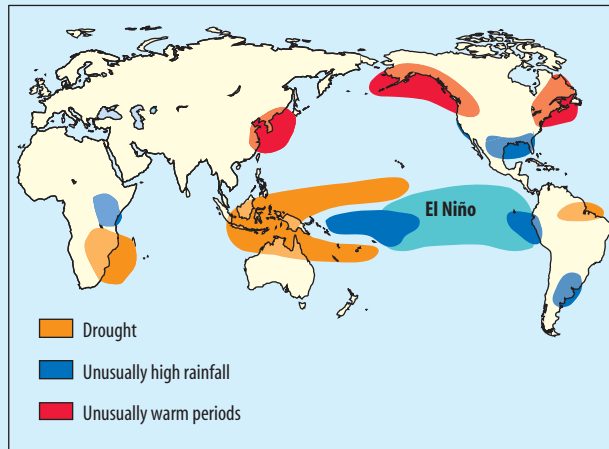 El Niño
Drought
Unusually high rainfall
Unusually warm periods